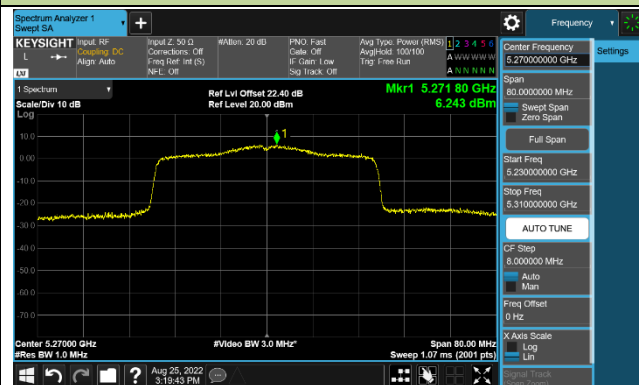 Spectrum Analyzer 1
Swept SA
Frequency
KEYSIGHT
L
LXI
Input: RF
Coupling: DC
Align: Auto
Input Z: 50 Ω
Corrections: Off
Freq Ref: Int (S)
NFE: Off
#Atten: 20 dB
PNO: Fast
Gate: Off
IF Gain: Low
Sig Track: Off
Avg Type: Power (RMS)
Avg|Hold: 100/100
Trig: Free Run
1 2 3 4 5 6
A W W W W W
A N N N N N
1 Spectrum
Scale/Div 10 dB
Log
Ref Lvl Offset 22.40 dB
Ref Level 20.00 dBm
Mkr1 5.271 80 GHz
6.243 dBm
1
10.0
0.00
-10.0
-20.0
-30.0
-40.0
-50.0
-60.0
-70.0
Center 5.27000 GHz
#Res BW 1.0 MHz
#Video BW 3.0 MHz*
Span 80.00 MHz
Sweep 1.07 ms (2001 pts)
Aug 25, 2022
3:19:43 PM
Center Frequency
5.270000000 GHz
Settings
Span
80.0000000 MHz
Swept Span
Zero Span
Full Span
Start Freq
5.230000000 GHz
Stop Freq
5.310000000 GHz
AUTO TUNE
CF Step
8.000000 MHz
Auto
Man
Freq Offset
0 Hz
X Axis Scale
Log
Lin
Signal Track
(Span Zoom)